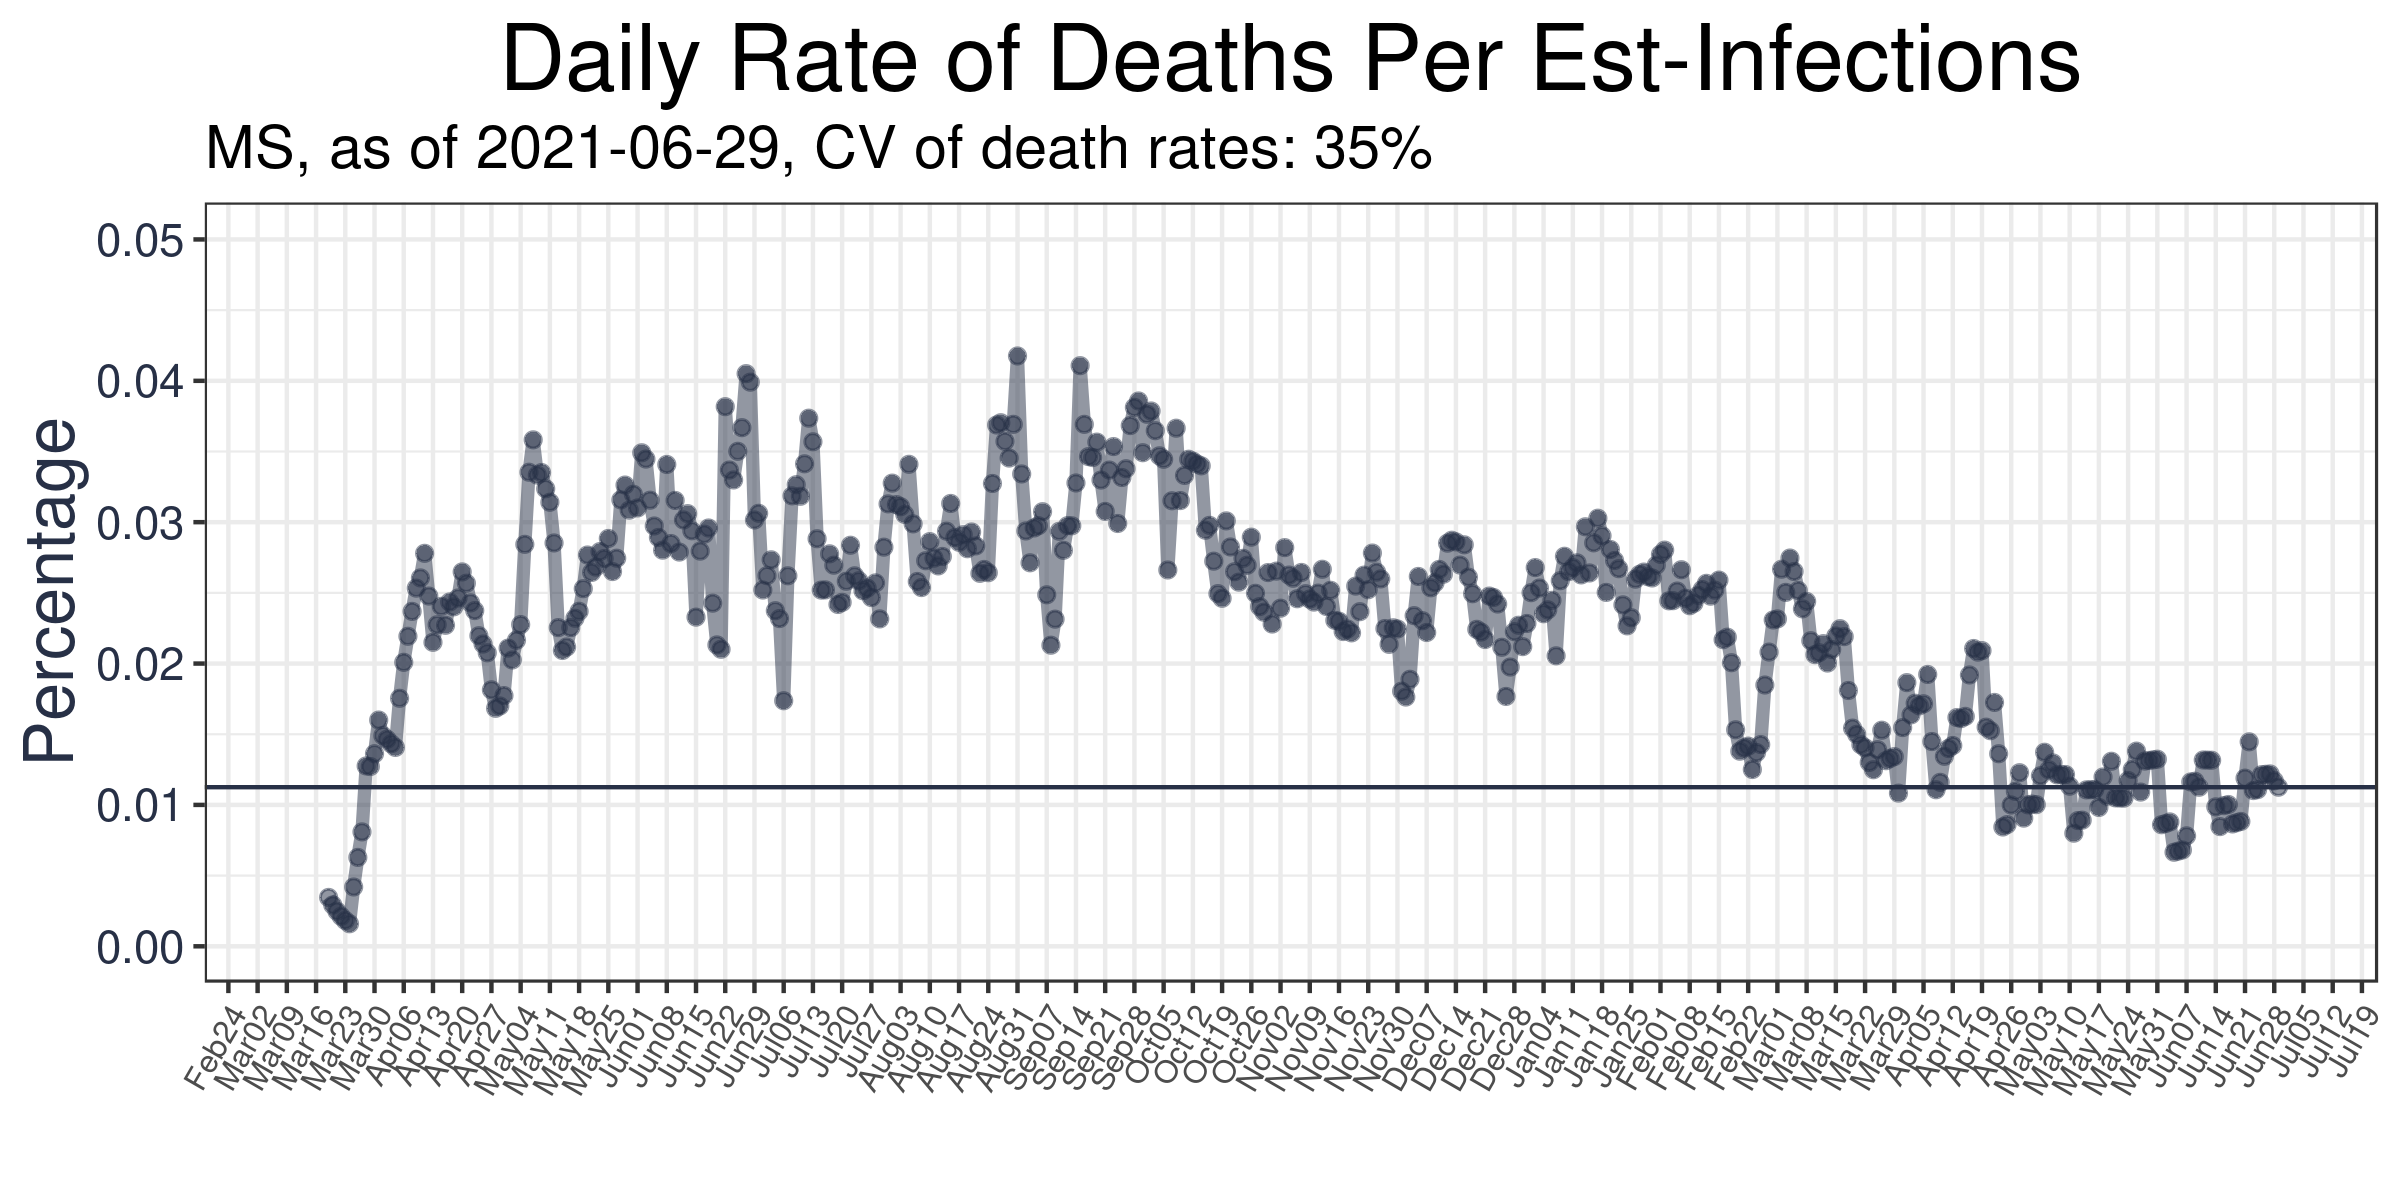 Daily Rate of Deaths Per Est-Infections
MS, as of 2021-06-29, CV of death rates: 35%
Percentage
0.05
0.04
0.03
0.02
0.01
0.00
Feb24 Mar02 Mar09 Mar16 Mar23 Mar30 Apr06 Apr13 Apr20 Apr27 May04 May11 May18 May25 Jun01 Jun08 Jun15 Jun22 Jun29 Jul06 Jul13 Jul20 Jul27 Aug03 Aug10 Aug17 Aug24 Aug31 Sep07 Sep14 Sep21 Sep28 Oct05 Oct12 Oct19 Oct26 Nov02 Nov09 Nov16 Nov23 Nov30 Dec07 Dec14 Dec21 Dec28 Jan04 Jan11 Jan18 Jan25 Feb01 Feb08 Feb15 Feb22 Mar01 Mar08 Mar15 Mar22 Mar29 Apr05 Apr12 Apr19 Apr26 May03 May10 May17 May24 May31 Jun07 Jun14 Jun21 Jun28 Jul05 Jul12 Jul19